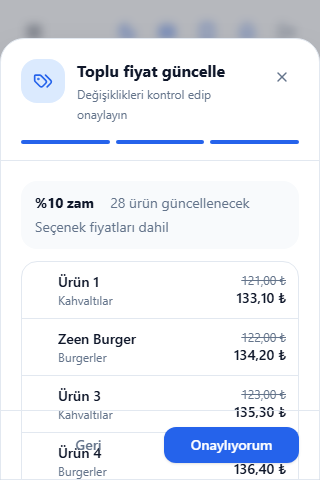 Toplu fiyat güncelle
Değişiklikleri kontrol edip
onaylayın
%10 zam 28 ürün güncellenecek
Seçenek fiyatları dahil
Ürün 1 121,00 ₺
Kahvaltılar 133,10 ₺
Zeen Burger 122,00 ₺
Burgerler 134,20 ₺
Ürün 3 123,00 ₺
Kahvaltılar 135,30 ₺
Ürün 4
Geri Onaylıyorum
Burgerler 136,40 ₺